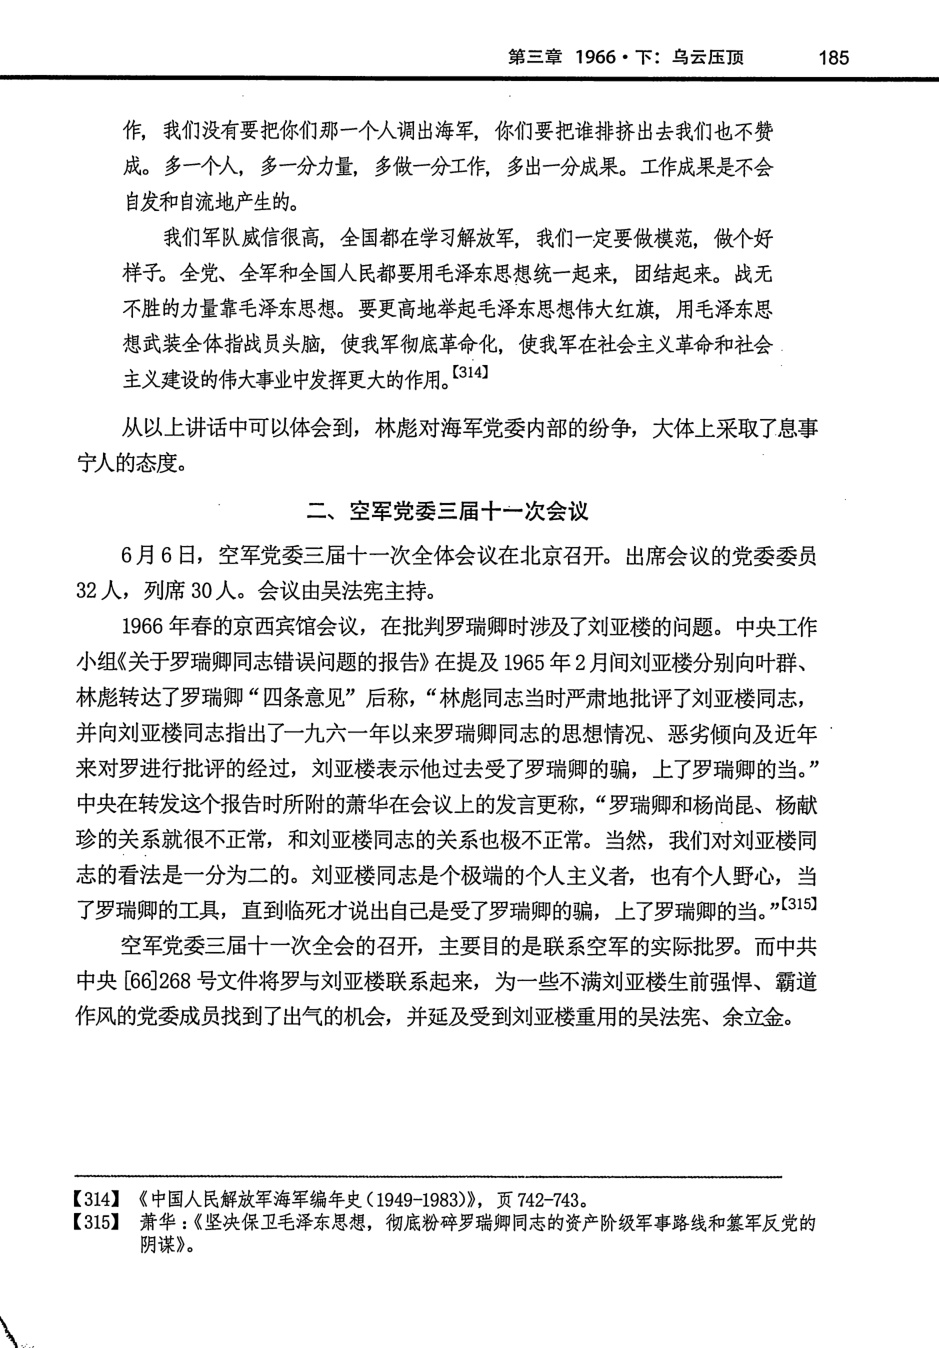 第三章 1966·下：乌云压顶 185
作，我们没有要把你们那一个人调出海军，你们要把谁排挤出去我们也不赞
成。多一个人，多一分力量，多做一分工作，多出一分成果。工作成果是不会
自发和自流地产生的。
我们军队威信很高，全国都在学习解放军，我们一定要做模范，做个好
样子。全党、全军和全国人民都要用毛泽东思想统一起来，团结起来。战无
不胜的力量靠毛泽东思想。要更高地举起毛泽东思想伟大红旗，用毛泽东思
想武装全体指战员头脑，使我军彻底革命化，使我军在社会主义革命和社会
主义建设的伟大事业中发挥更大的作用。【314】
从以上讲话中可以体会到，林彪对海军党委内部的纷争，大体上采取了息事
宁人的态度。
二、空军党委三届十一次会议
6月6日，空军党委三届十一次全体会议在北京召开。出席会议的党委委员
32人，列席30人。会议由吴法宪主持。
1966年春的京西宾馆会议，在批判罗瑞卿时涉及了刘亚楼的问题。中央工作
小组《关于罗瑞卿同志错误问题的报告》在提及1965年2月间刘亚楼分别向叶群、
林彪转达了罗瑞卿“四条意见”后称，“林彪同志当时严肃地批评了刘亚楼同志，
并向刘亚楼同志指出了一九六一年以来罗瑞卿同志的思想情况、恶劣倾向及近年
来对罗进行批评的经过，刘亚楼表示他过去受了罗瑞卿的骗，上了罗瑞卿的当。”
中央在转发这个报告时所附的萧华在会议上的发言更称，“罗瑞卿和杨尚昆、杨献
珍的关系就很不正常，和刘亚楼同志的关系也极不正常。当然，我们对刘亚楼同
志的看法是一分为二的。刘亚楼同志是个极端的个人主义者，也有个人野心，当
了罗瑞卿的工具，直到临死才说出自己是受了罗瑞卿的骗，上了罗瑞卿的当。”【315】
空军党委三届十一次全会的召开，主要目的是联系空军的实际批罗。而中共
中央[66]268号文件将罗与刘亚楼联系起来，为一些不满刘亚楼生前强悍、霸道
作风的党委成员找到了出气的机会，并延及受到刘亚楼重用的吴法宪、余立金。
【314】《中国人民解放军海军编年史（1949-1983）》，页742-743。
【315】萧华：《坚决保卫毛泽东思想，彻底粉碎罗瑞卿同志的资产阶级军事路线和篡军反党的
阴谋》。